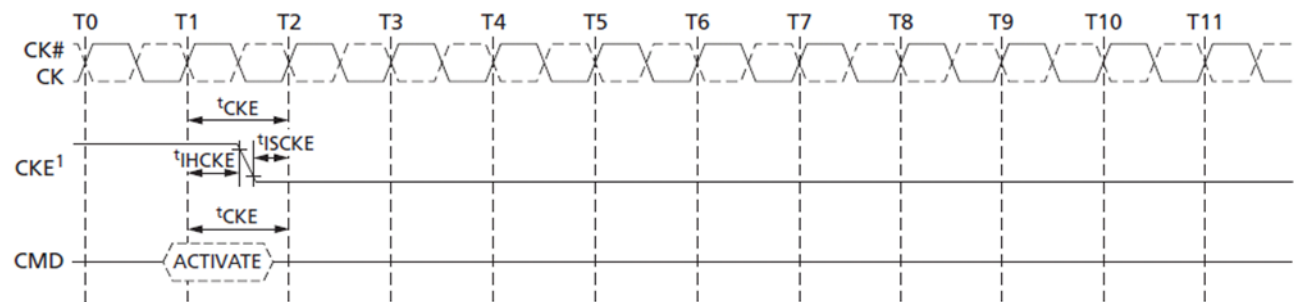 T0 T1 T2 T3 T4 T5 T6 T7 T8 T9 T10 T11
CK#
CK
tCKE
tISCKE
CKE1
tIHCKE
tCKE
CMD
ACTIVATE